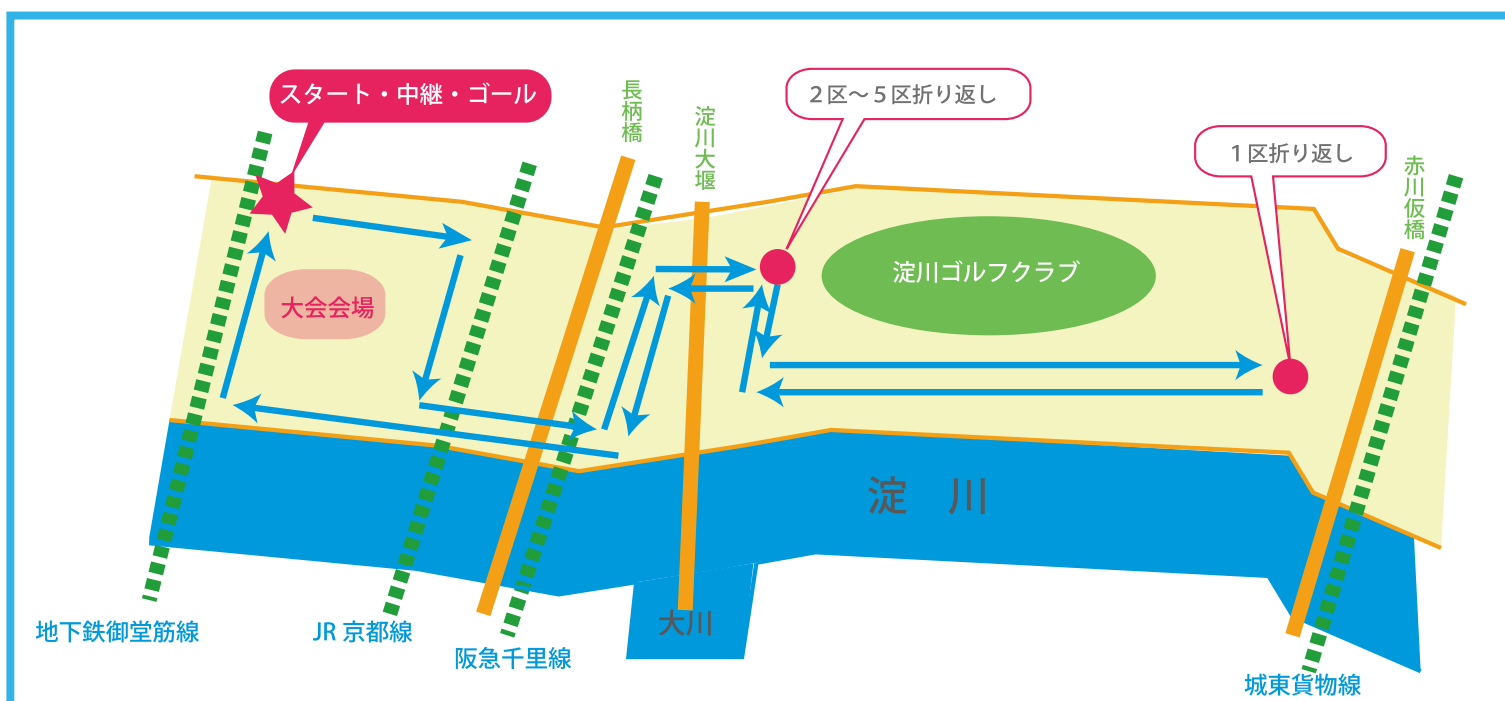 スタート・中継・ゴール
長柄橋
淀川大堰
2区〜5区折り返し
1区折り返し
赤川仮橋
大会会場
淀川ゴルフクラブ
淀 川
大川
地下鉄御堂筋線
JR京都線
阪急千里線
城東貨物線